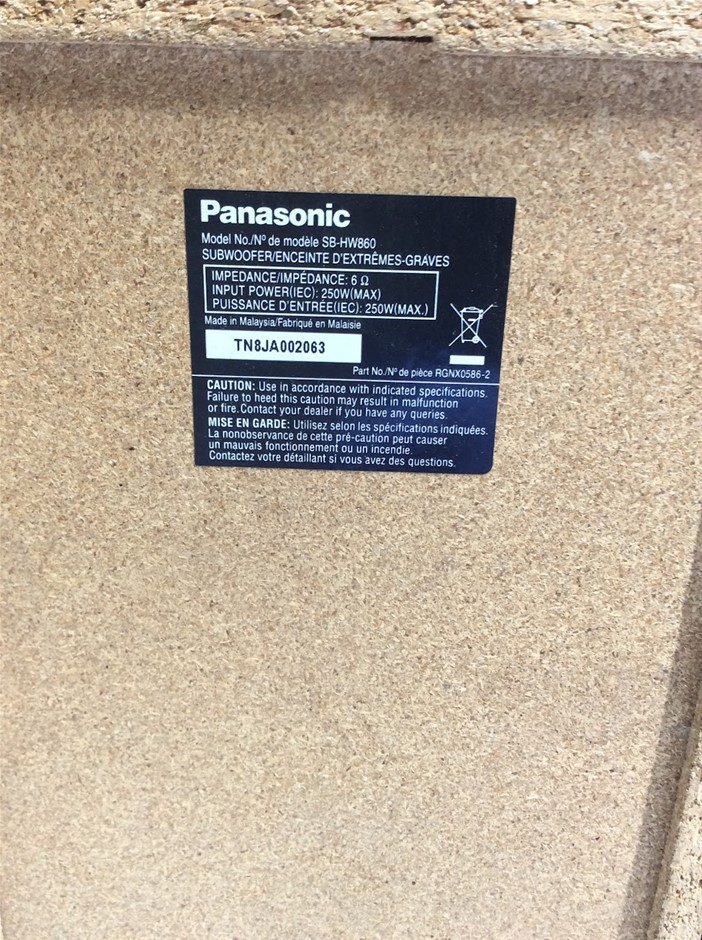 Panasonic
Model No./Nº de modèle SB-HW860
SUBWOOFER/ENCEINTE D'EXTRÊMES-GRAVES
IMPEDANCE/IMPÉDANCE: 6 Ω
INPUT POWER(IEC): 250W(MAX)
PUISSANCE D'ENTRÉE(IEC): 250W(MAX.)
Made in Malaysia/Fabriqué en Malaisie
TN8JA002063
Part No./Nº de pièce RGNX0586-2
CAUTION: Use in accordance with indicated specifications.
Failure to heed this caution may result in malfunction
or fire. Contact your dealer if you have any queries.
MISE EN GARDE: Utilisez selon les spécifications indiquées.
La nonobservance de cette pré-caution peut causer
un mauvais fonctionnement ou un incendie.
Contactez votre détaillant si vous avez des questions.